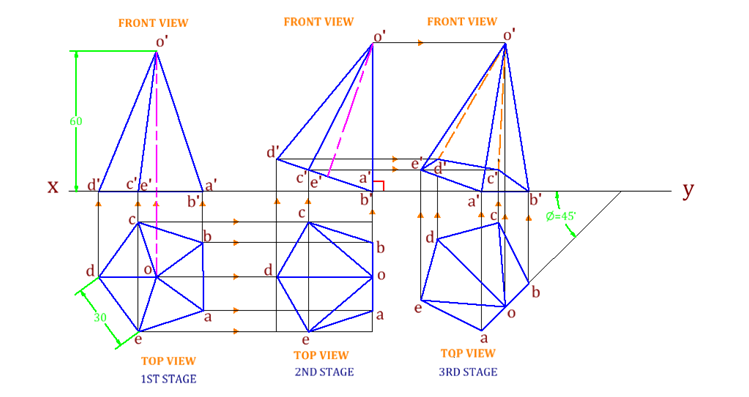 FRONT VIEW
FRONT VIEW
FRONT VIEW
o'
o'
o'
60
d'
c'
e'
a'
b'
d'
c'
e'
a'
b'
e'
d'
c'
a'
b'
x
y
Ø=45°
c
b
d
o
a
e
30
c
b
d
o
a
e
c
d
b
e
o
a
TOP VIEW
1ST STAGE
TOP VIEW
2ND STAGE
TOP VIEW
3RD STAGE